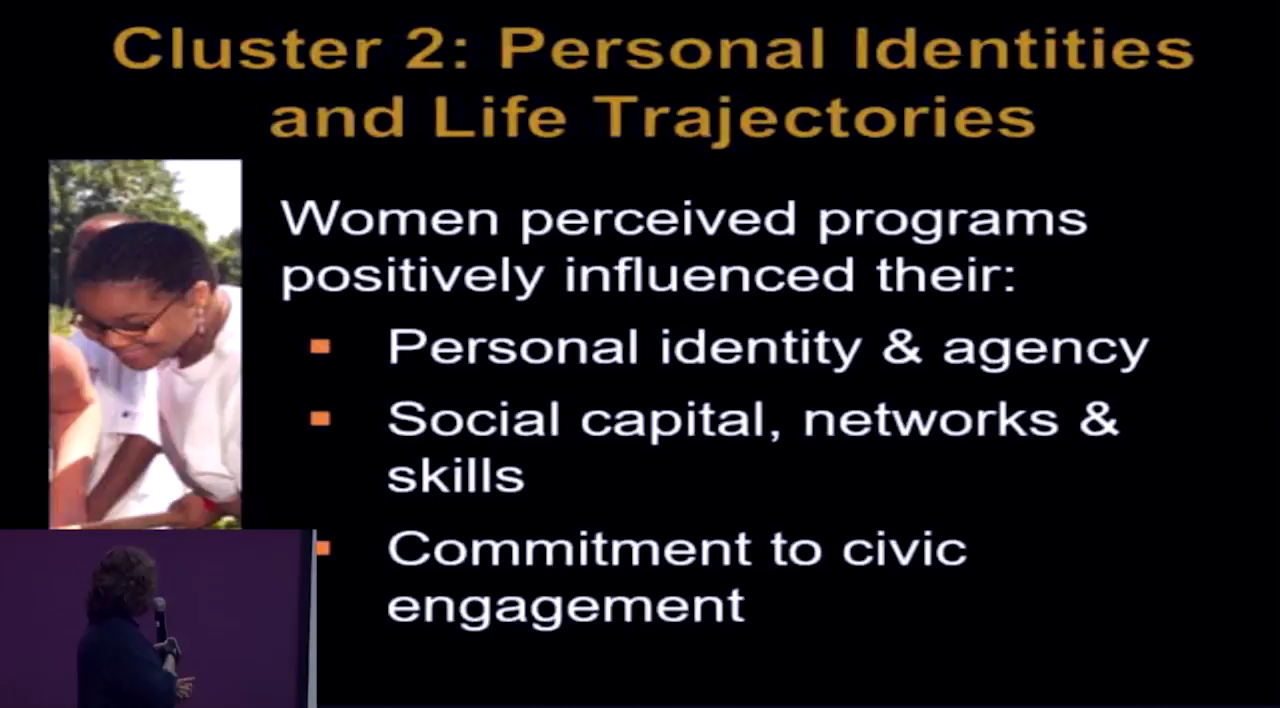 Cluster 2: Personal Identities
and Life Trajectories
Women perceived programs
positively influenced their:
Personal identity & agency
Social capital, networks &
skills
Commitment to civic
engagement